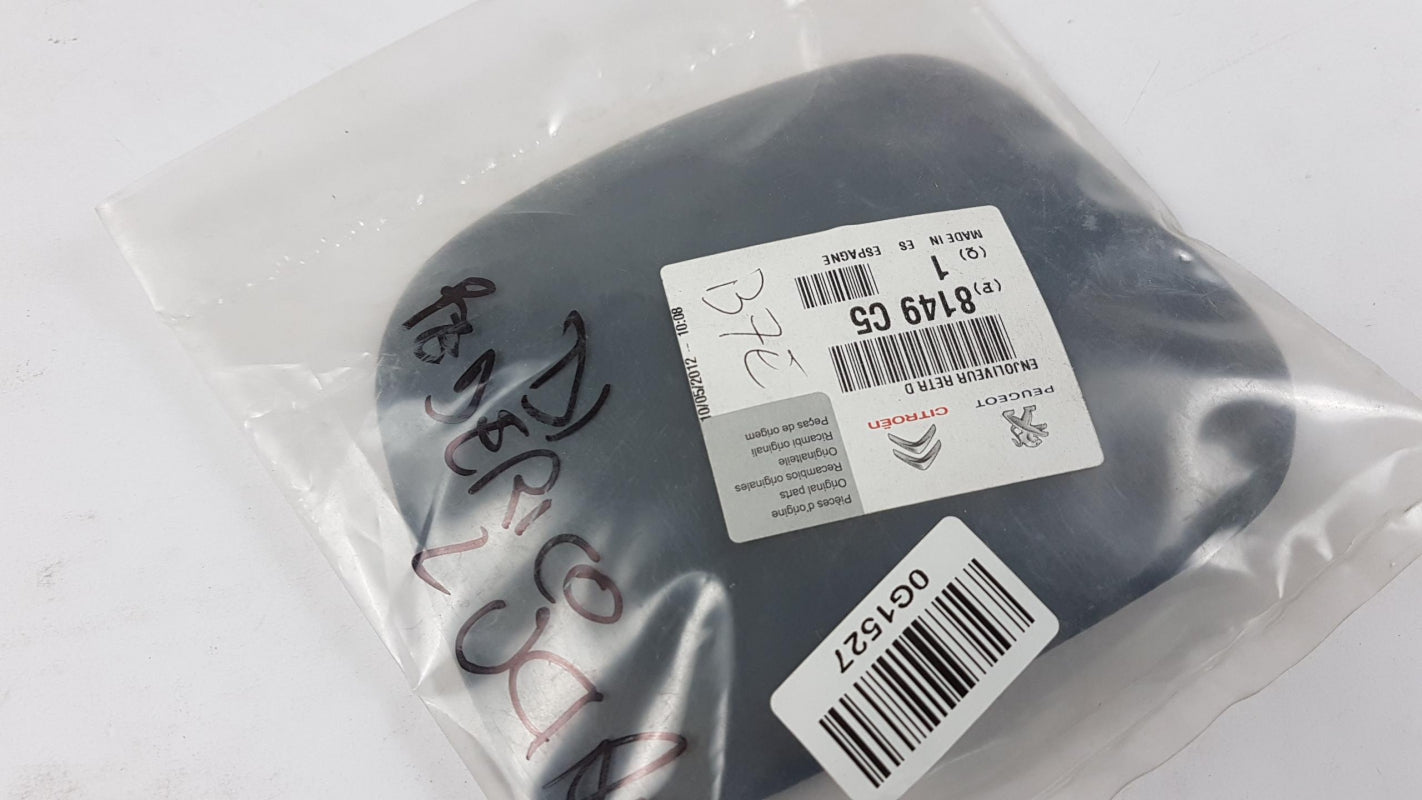 PEUGEOT
CITROËN
ENJOLIVEUR RETR D
(P) 8149 C5
(Q) 1
MADE IN ES ESPAGNE
Pièces d'origine
Original parts
Recambios originales
Originalteile
Ricambi originali
Peças de origem
10/05/2012 - 10:08
B7E
0G1527